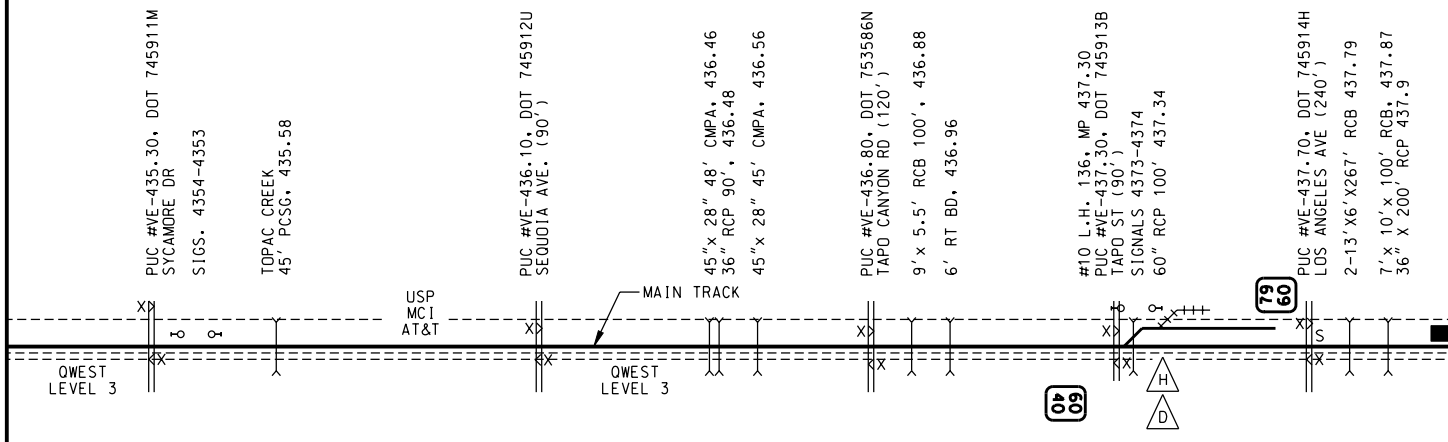 PUC #VE-435.30, DOT 745911M
SYCAMORE DR
SIGS. 4354-4353
TOPAC CREEK
45' PCSG, 435.58
PUC #VE-436.10, DOT 745912U
SEQUOIA AVE. (90')
45"x 28" 48' CMPA, 436.46
36" RCP 90', 436.48
45"x 28" 45' CMPA, 436.56
PUC #VE-436.80, DOT 753586N
TAPO CANYON RD (120')
9'x 5.5' RCB 100', 436.88
6' RT BD, 436.96
#10 L.H. 136, MP 437.30
PUC #VE-437.30, DOT 745913B
TAPO ST (90')
SIGNALS 4373-4374
60" RCP 100' 437.34
PUC #VE-437.70, DOT 745914H
LOS ANGELES AVE (240')
2-13'X6'X267' RCB 437.79
7'x 10'x 100' RCB, 437.87
36" X 200' RCP 437.9
X
X
X
X
X
X
X
X
X
X
USP
MCI
AT&T
MAIN TRACK
79
60
S
QWEST
LEVEL 3
QWEST
LEVEL 3
60
40
H
D